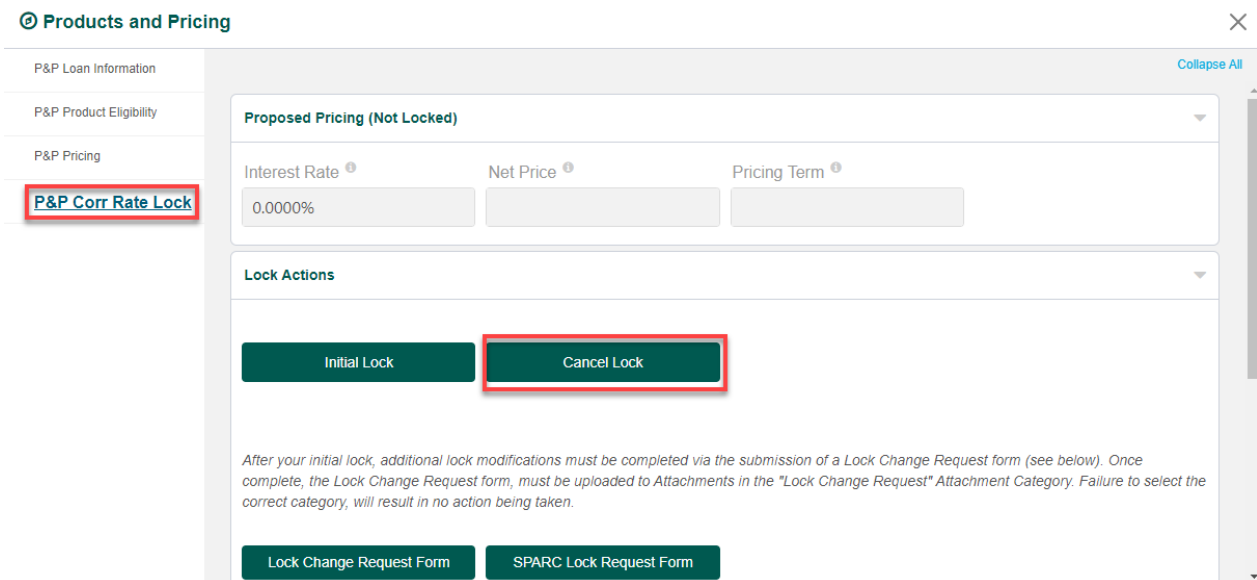 Products and Pricing
Collapse All
P&P Loan Information
P&P Product Eligibility
P&P Pricing
P&P Corr Rate Lock
Proposed Pricing (Not Locked)
Interest Rate Net Price Pricing Term
0.0000%
Lock Actions
Initial Lock Cancel Lock
After your initial lock, additional lock modifications must be completed via the submission of a Lock Change Request form (see below). Once
complete, the Lock Change Request form, must be uploaded to Attachments in the "Lock Change Request" Attachment Category. Failure to select the
correct category, will result in no action being taken.
Lock Change Request Form SPARC Lock Request Form